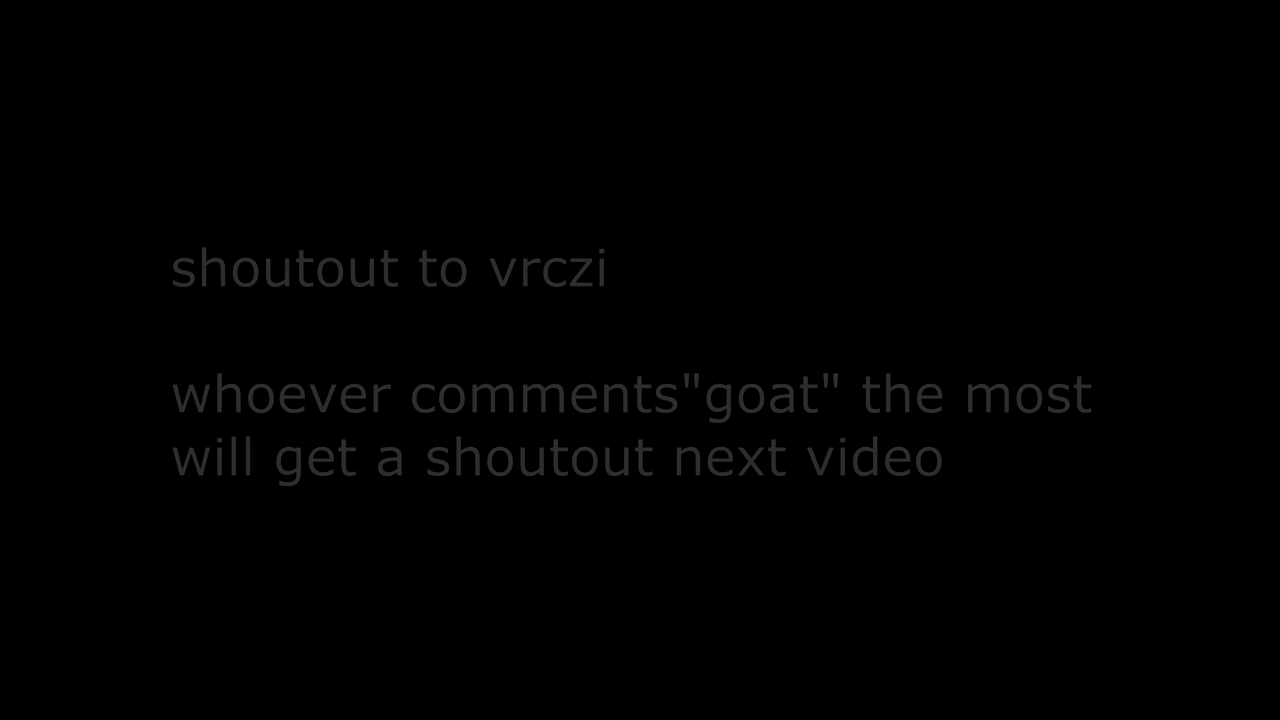 shoutout to vrczi
whoever comments"goat" the most
will get a shoutout next video